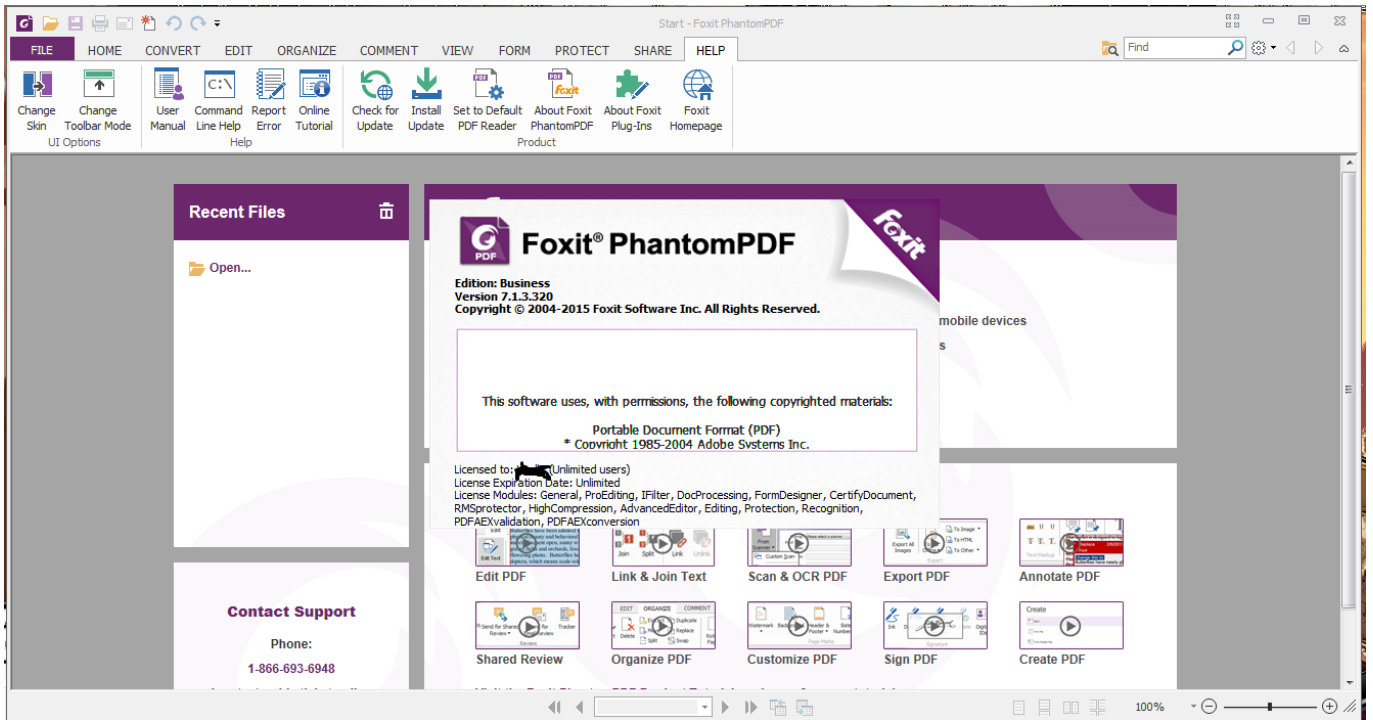 Start - Foxit PhantomPDF
FILE HOME CONVERT EDIT ORGANIZE COMMENT VIEW FORM PROTECT SHARE HELP
Find
Change Skin
Change Toolbar Mode
UI Options
User Manual
Command Line Help
Report Error
Online Tutorial
Help
Check for Update
Install Update
Set to Default PDF Reader
About Foxit PhantomPDF
About Foxit Plug-Ins
Foxit Homepage
Product
Recent Files
Open...
Foxit® PhantomPDF
Foxit
Edition: Business
Version 7.1.3.320
Copyright © 2004-2015 Foxit Software Inc. All Rights Reserved.
This software uses, with permissions, the following copyrighted materials:
Portable Document Format (PDF)
* Copyright 1985-2004 Adobe Systems Inc.
Licensed to: (Unlimited users)
License Expiration Date: Unlimited
License Modules: General, ProEditing, IFilter, DocProcessing, FormDesigner, CertifyDocument,
RMSprotector, HighCompression, AdvancedEditor, Editing, Protection, Recognition,
PDFAEXvalidation, PDFAEXconversion
mobile devices
s
Edit PDF
Link & Join Text
Scan & OCR PDF
Export PDF
Annotate PDF
Shared Review
Organize PDF
Customize PDF
Sign PDF
Create PDF
Contact Support
Phone:
1-866-693-6948
100%